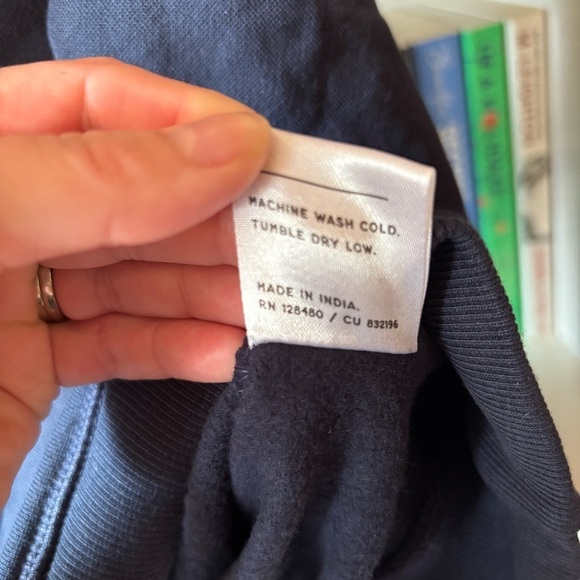 MACHINE WASH COLD.
TUMBLE DRY LOW.
MADE IN INDIA.
RN 128480 / CU 832196